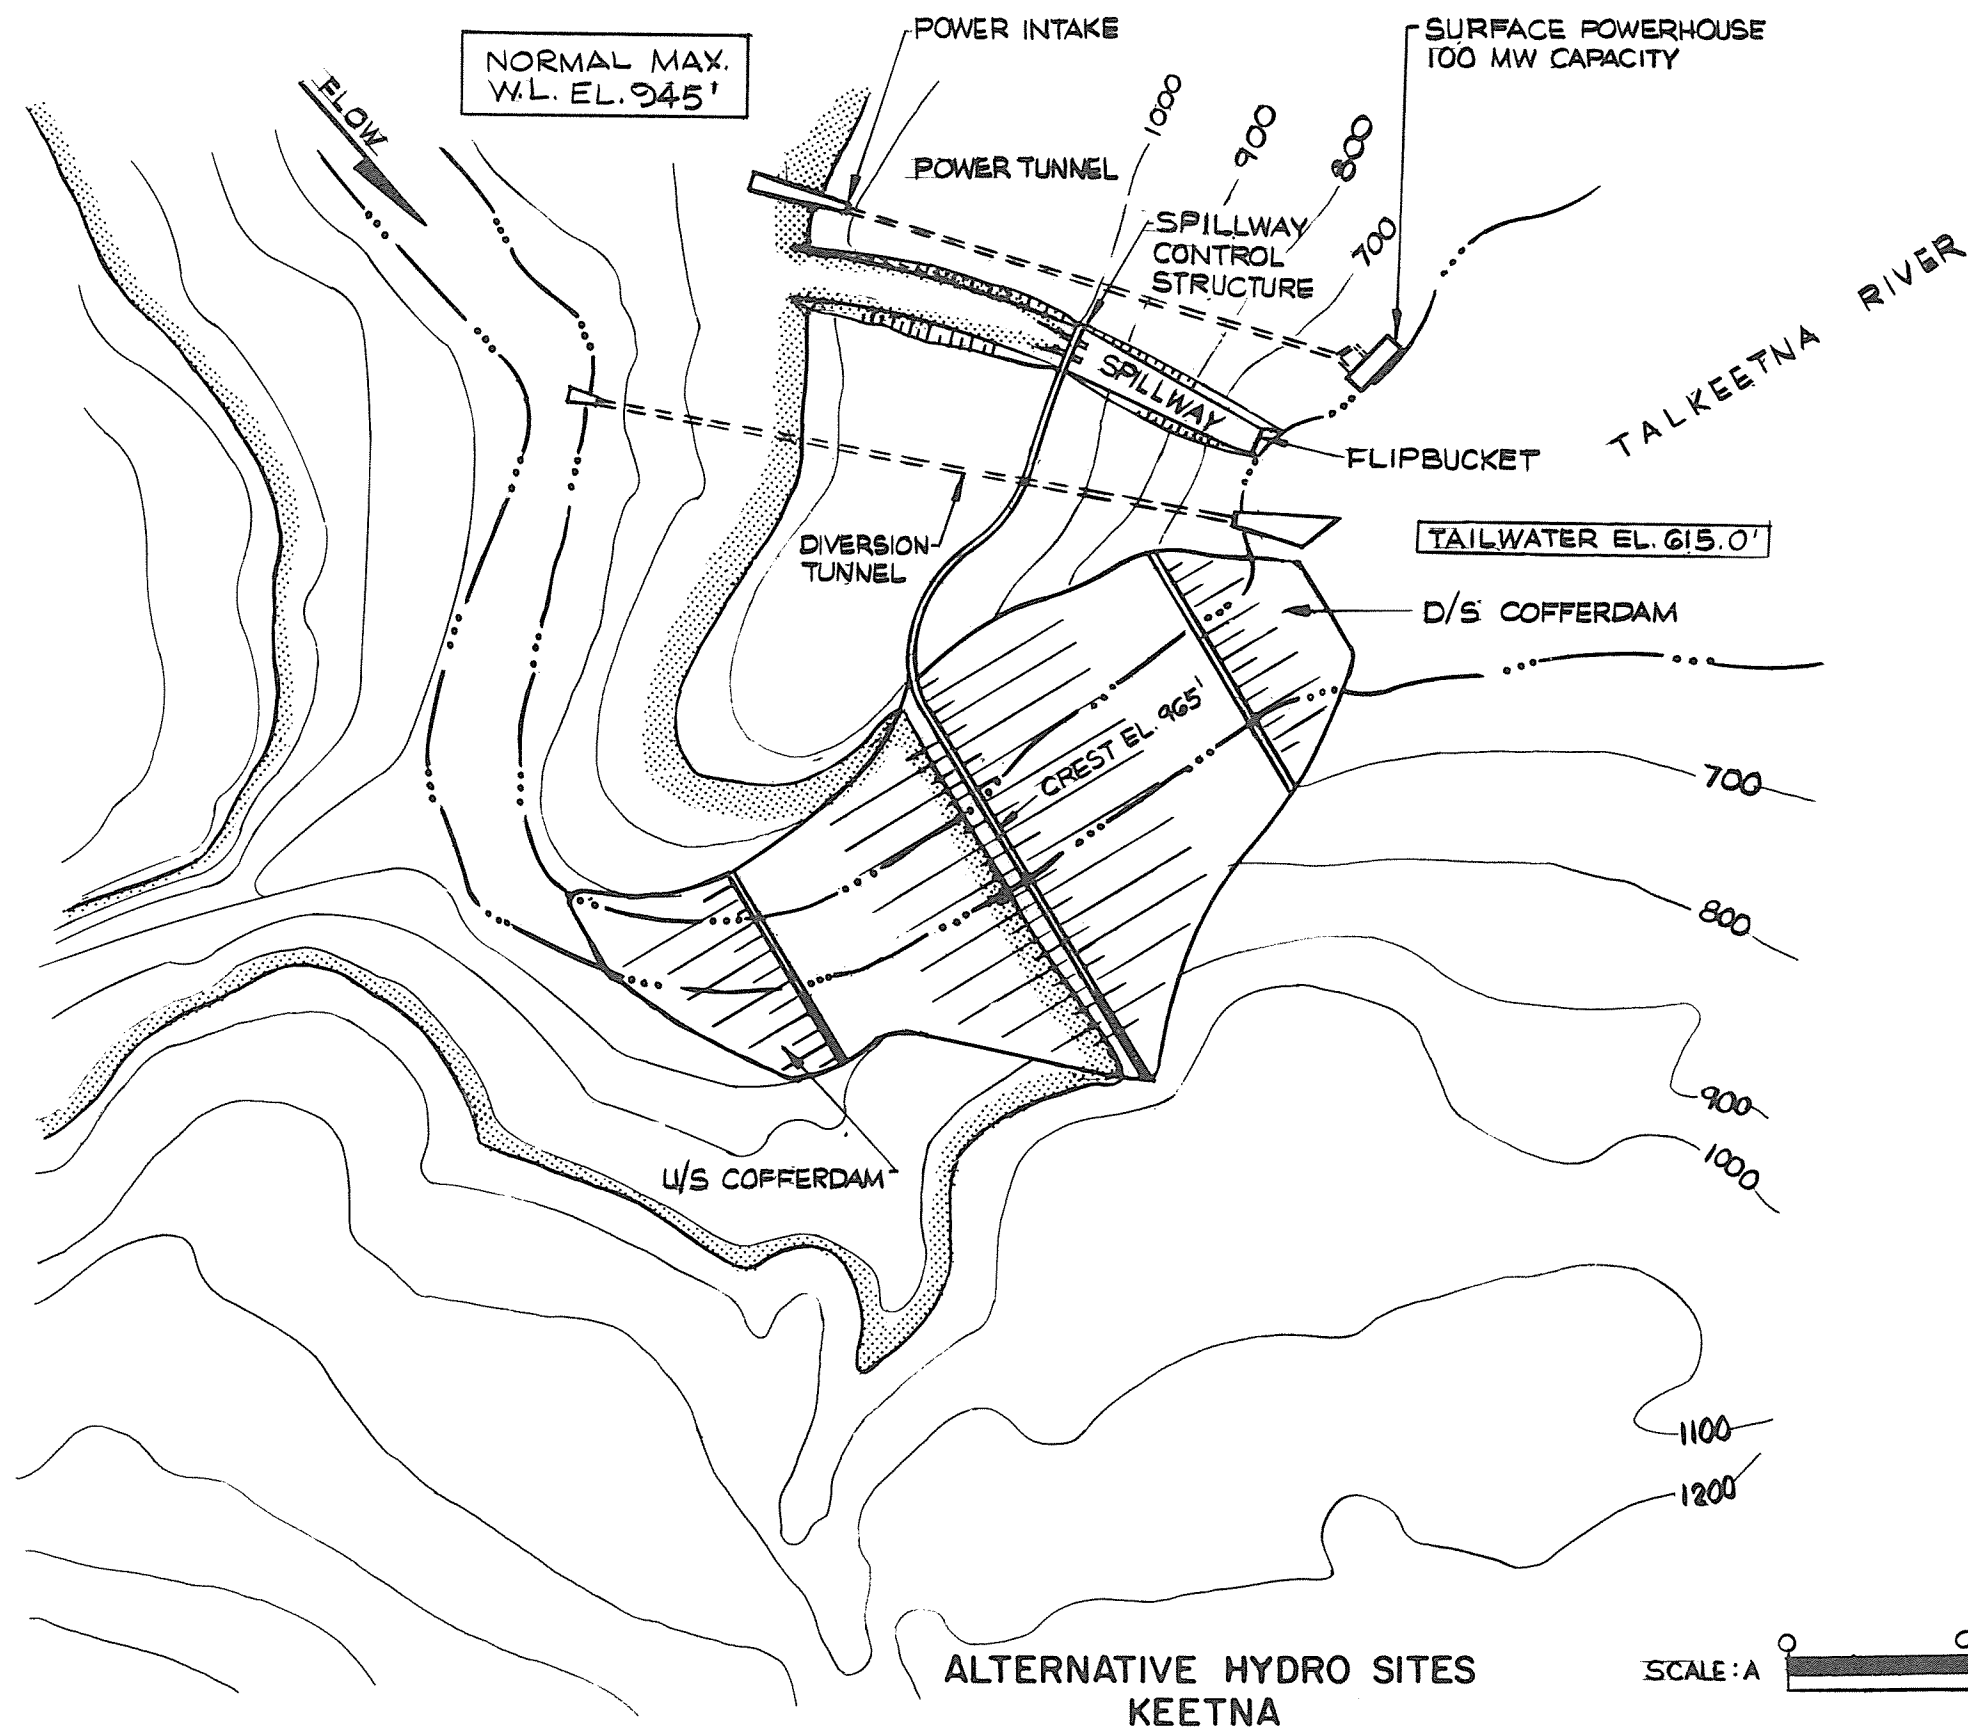 POWER INTAKE
SURFACE POWERHOUSE
100 MW CAPACITY
NORMAL MAX.
W.L. EL. 945'
FLOW
POWER TUNNEL
1000
900
800
700
SPILLWAY
CONTROL
STRUCTURE
TALKEETNA RIVER
SPILLWAY
FLIPBUCKET
DIVERSION
TUNNEL
TAILWATER EL. 615.0'
D/S COFFERDAM
CREST EL. 965'
700
800
900
1000
U/S COFFERDAM
1100
1200
ALTERNATIVE HYDRO SITES
KEETNA
SCALE: A